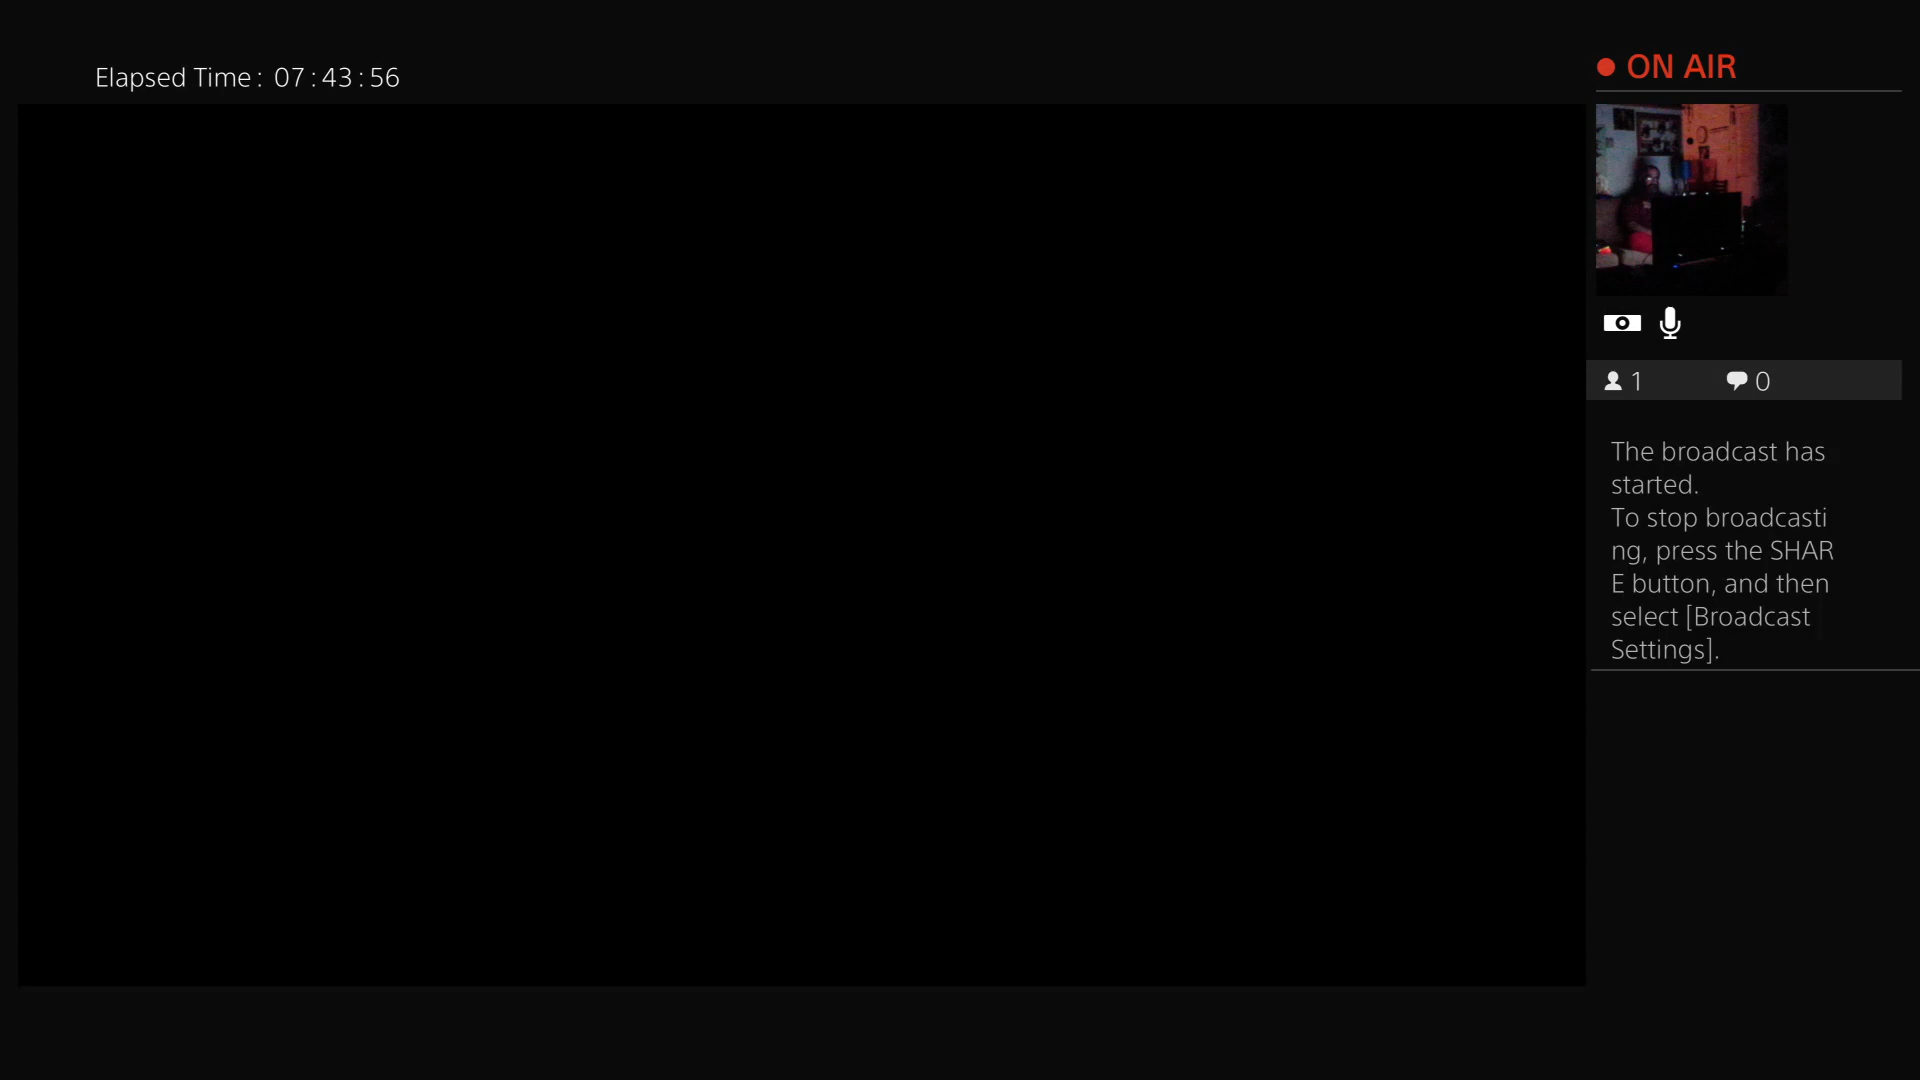 Elapsed Time: 07:43:56
ON AIR
1 0
The broadcast has
started.
To stop broadcasti
ng, press the SHAR
E button, and then
select [Broadcast
Settings].